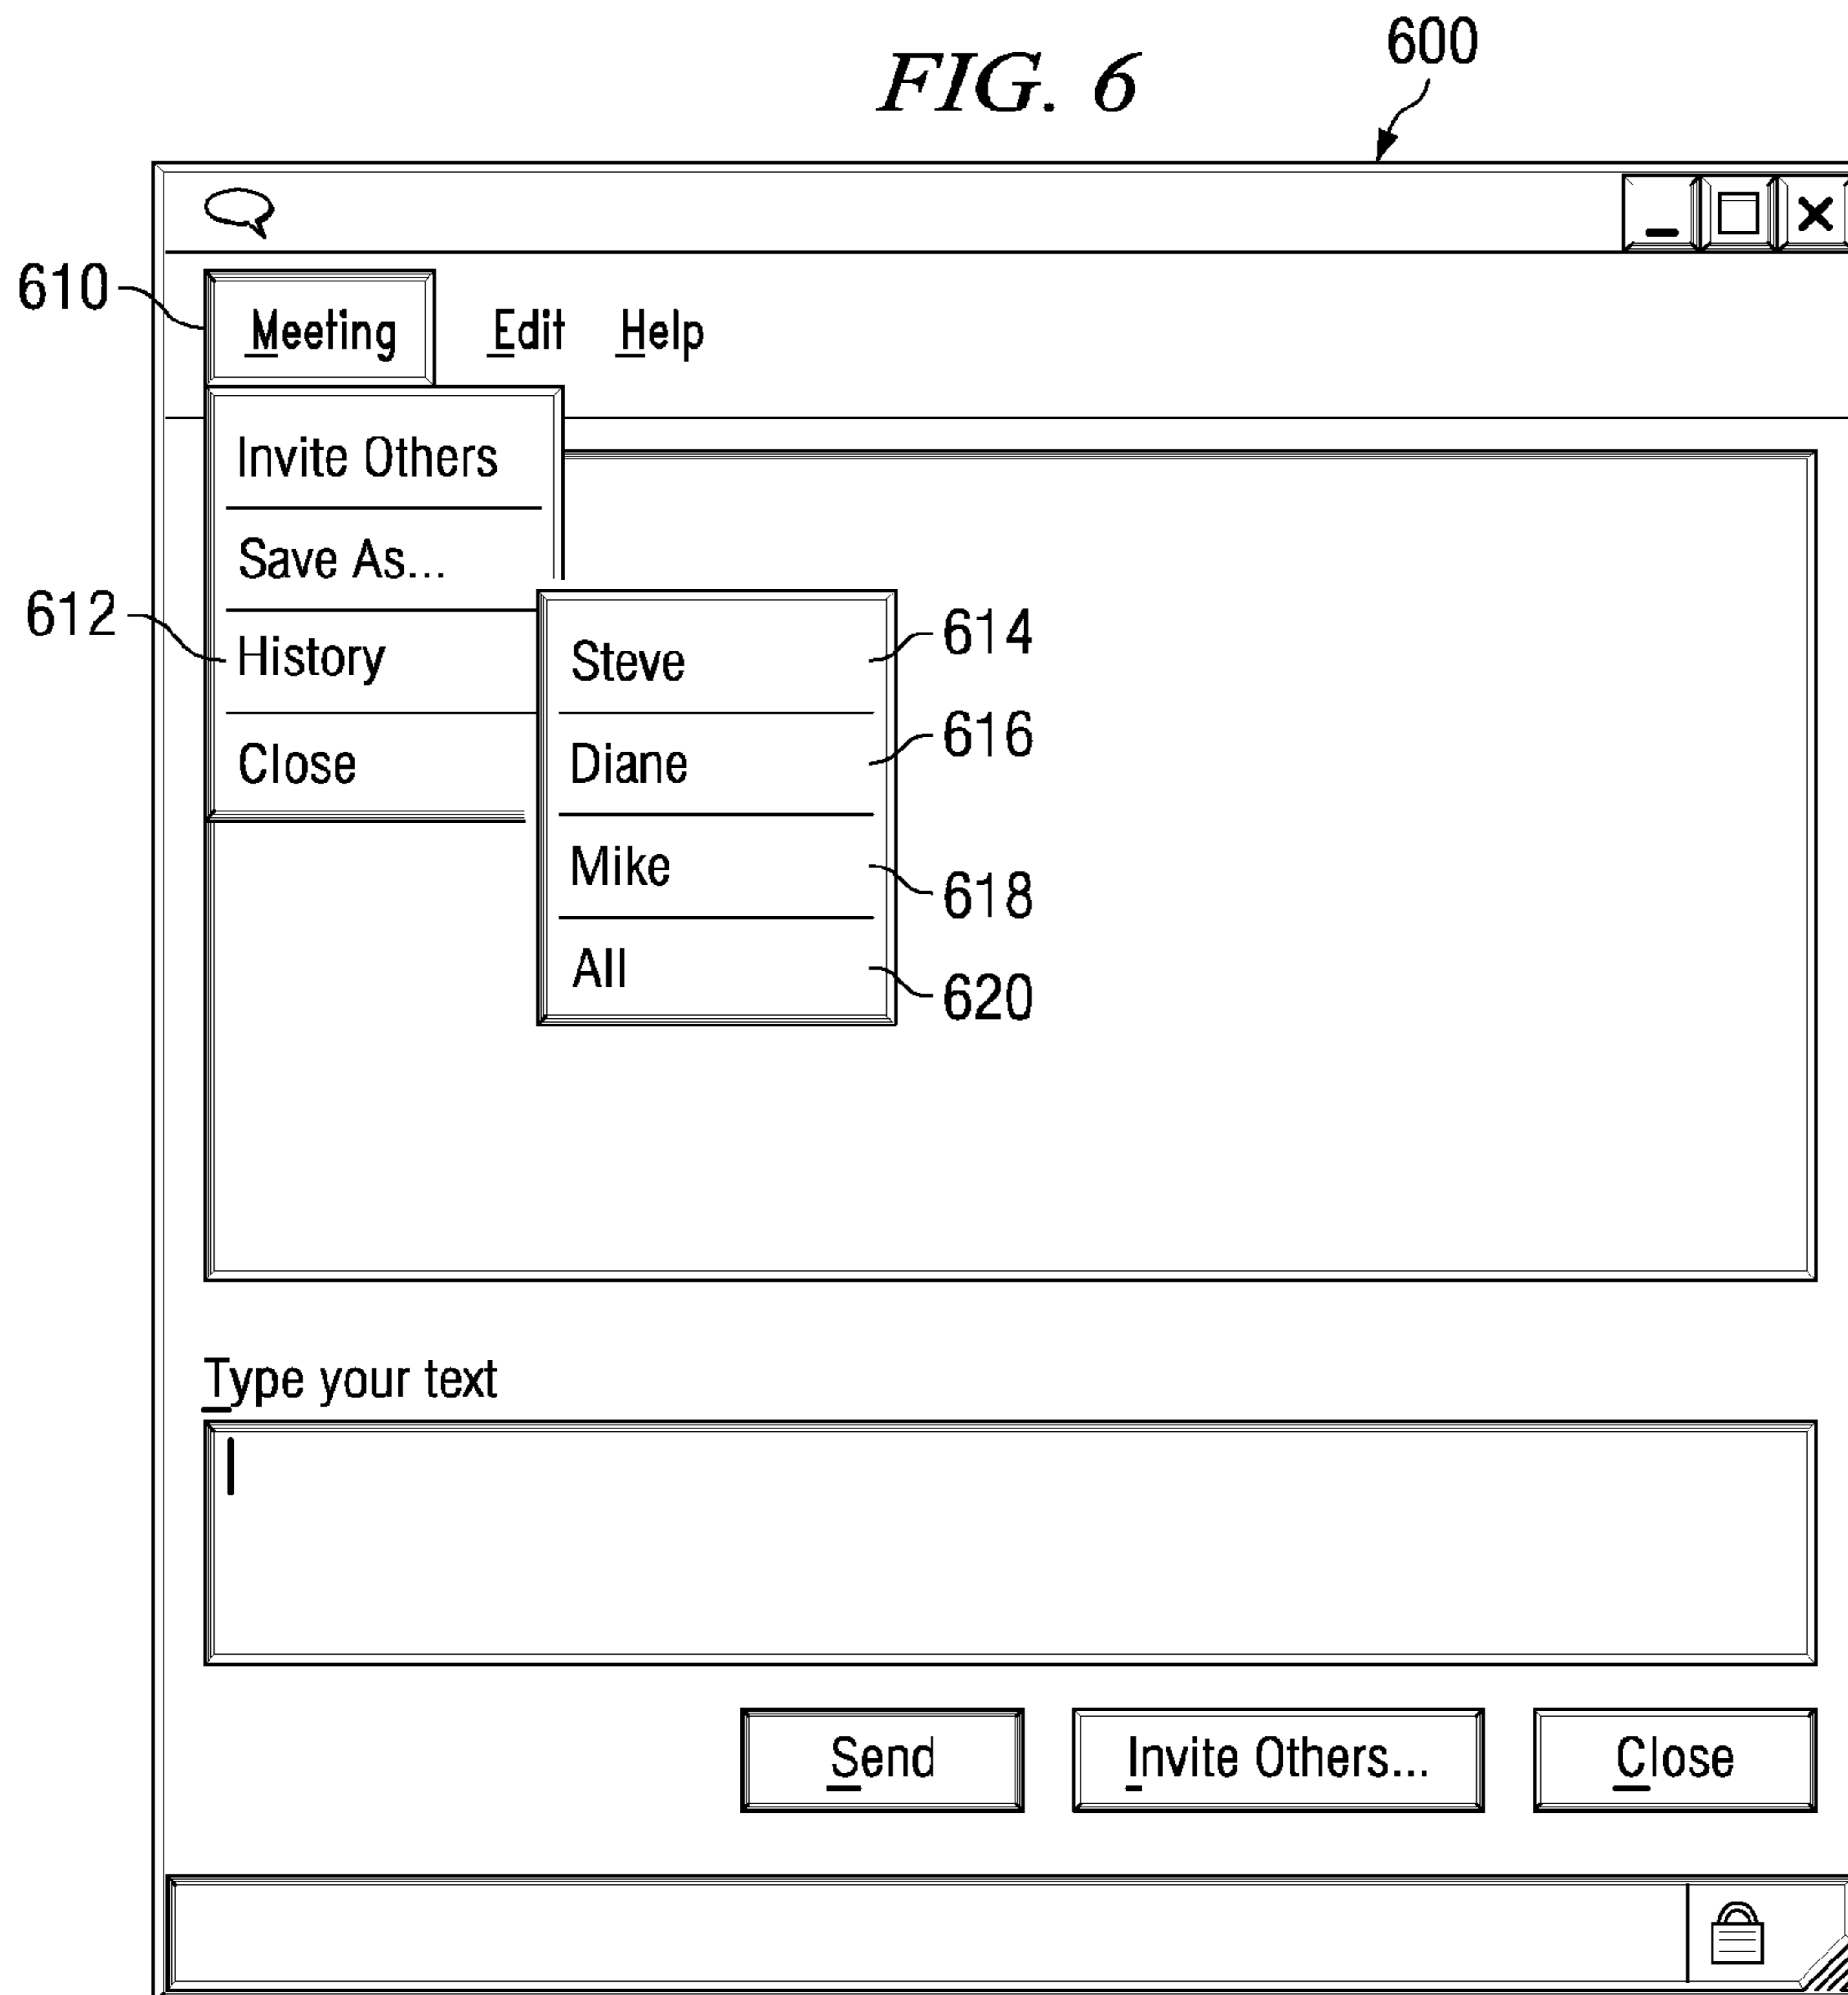 FIG. 6
600
610
Meeting Edit Help
Invite Others
Save As...
612
History
Close
Steve
614
Diane
616
Mike
618
All
620
Type your text
Send Invite Others... Close